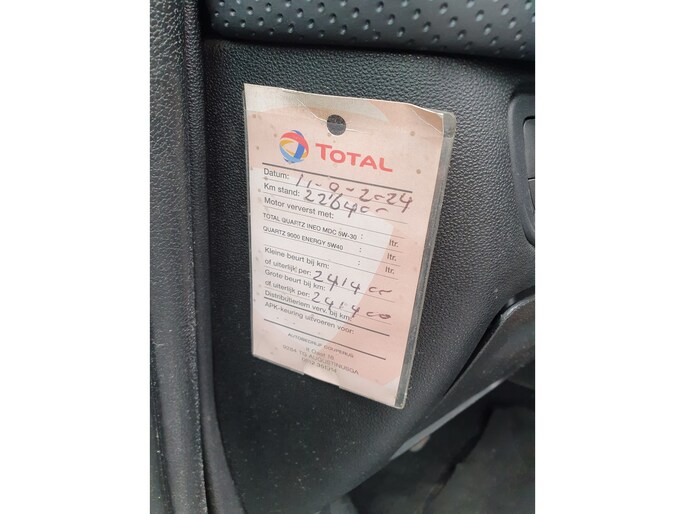 TOTAL
Datum: 11-9-2024
Km stand: 226400
Motor ververst met:
TOTAL QUARTZ INEO MDC 5W-30 : ltr.
QUARTZ 9000 ENERGY 5W40 : ltr.
Kleine beurt bij km:
of uiterlijk per: 241400
Grote beurt bij km:
of uiterlijk per: 241400
Distributieriem verv. bij km:
APK-keuring uitvoeren voor:
AUTOBEDRIJF
AUGUSTINUSGA